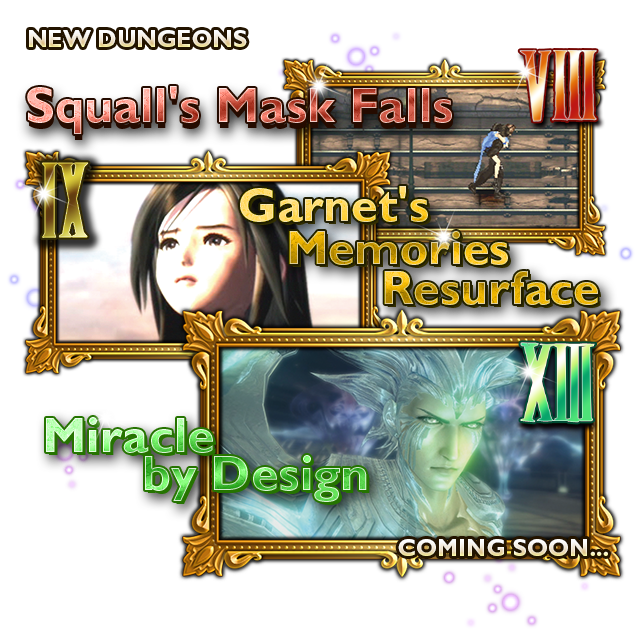 NEW DUNGEONS
VIII
Squall's Mask Falls
IX
Garnet's
Memories
Resurface
XIII
Miracle
by Design
COMING SOON...